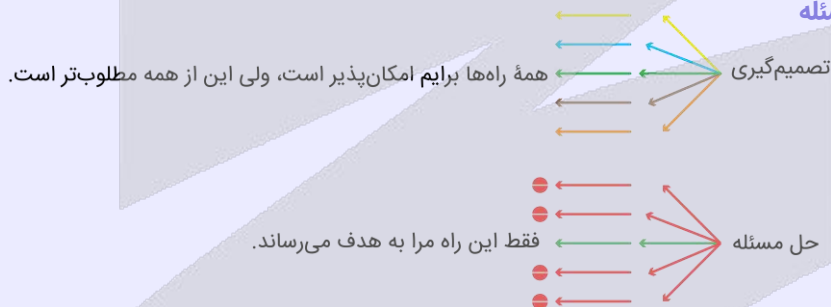 تصمیم‌گیری
همهٔ راه‌ها برایم امکان‌پذیر است، ولی این از همه مطلوب‌تر است.
حل مسئله
فقط این راه مرا به هدف می‌رساند.